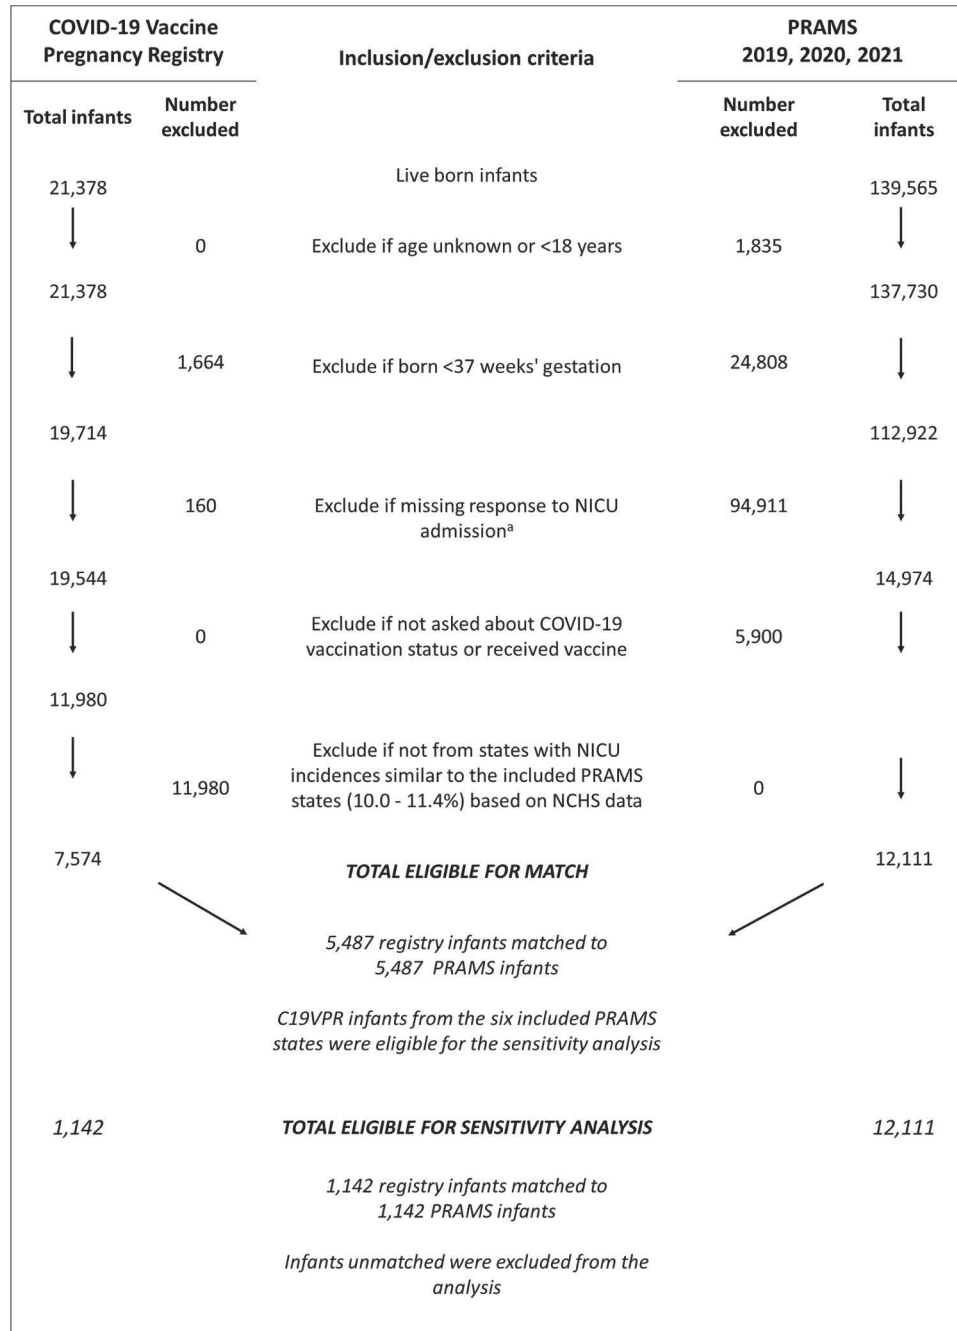 COVID-19 Vaccine
Pregnancy Registry
Inclusion/exclusion criteria
PRAMS
2019, 2020, 2021
Total infants
Number
excluded
Number
excluded
Total
infants
21,378
Live born infants
139,565
0
Exclude if age unknown or <18 years
1,835
21,378
137,730
1,664
Exclude if born <37 weeks' gestation
24,808
19,714
112,922
160
Exclude if missing response to NICU
admissionᵃ
94,911
19,544
14,974
0
Exclude if not asked about COVID-19
vaccination status or received vaccine
5,900
11,980
11,980
Exclude if not from states with NICU
incidences similar to the included PRAMS
states (10.0 - 11.4%) based on NCHS data
0
7,574
TOTAL ELIGIBLE FOR MATCH
12,111
5,487 registry infants matched to
5,487 PRAMS infants
C19VPR infants from the six included PRAMS
states were eligible for the sensitivity analysis
1,142
TOTAL ELIGIBLE FOR SENSITIVITY ANALYSIS
12,111
1,142 registry infants matched to
1,142 PRAMS infants
Infants unmatched were excluded from the
analysis